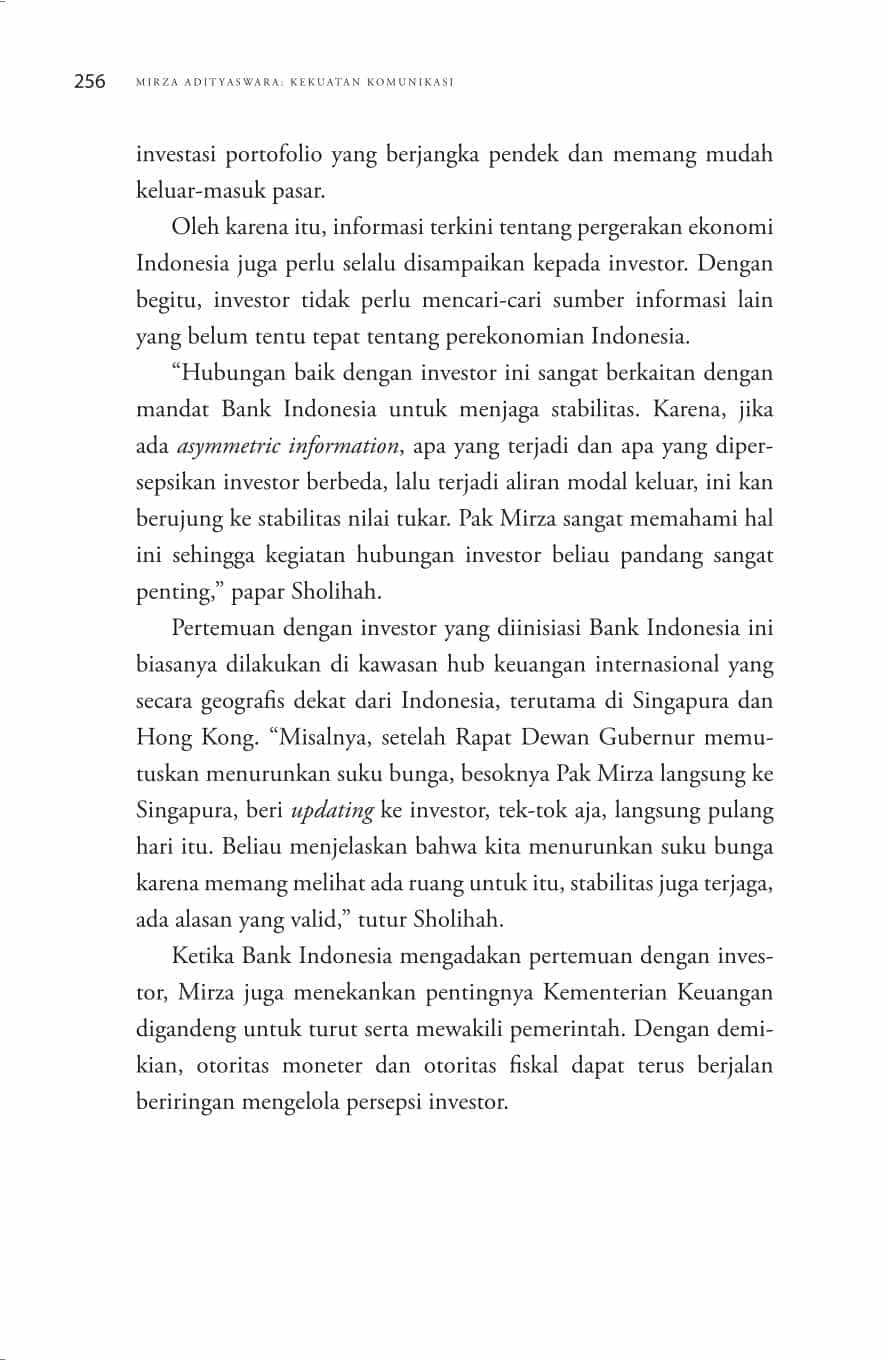 256 MIRZA ADITYASWARA: KEKUATAN KOMUNIKASI
investasi portofolio yang berjangka pendek dan memang mudah
keluar-masuk pasar.
Oleh karena itu, informasi terkini tentang pergerakan ekonomi
Indonesia juga perlu selalu disampaikan kepada investor. Dengan
begitu, investor tidak perlu mencari-cari sumber informasi lain
yang belum tentu tepat tentang perekonomian Indonesia.
“Hubungan baik dengan investor ini sangat berkaitan dengan
mandat Bank Indonesia untuk menjaga stabilitas. Karena, jika
ada asymmetric information, apa yang terjadi dan apa yang diper-
sepsikan investor berbeda, lalu terjadi aliran modal keluar, ini kan
berujung ke stabilitas nilai tukar. Pak Mirza sangat memahami hal
ini sehingga kegiatan hubungan investor beliau pandang sangat
penting,” papar Sholihah.
Pertemuan dengan investor yang diinisiasi Bank Indonesia ini
biasanya dilakukan di kawasan hub keuangan internasional yang
secara geografis dekat dari Indonesia, terutama di Singapura dan
Hong Kong. “Misalnya, setelah Rapat Dewan Gubernur memu-
tuskan menurunkan suku bunga, besoknya Pak Mirza langsung ke
Singapura, beri updating ke investor, tek-tok aja, langsung pulang
hari itu. Beliau menjelaskan bahwa kita menurunkan suku bunga
karena memang melihat ada ruang untuk itu, stabilitas juga terjaga,
ada alasan yang valid,” tutur Sholihah.
Ketika Bank Indonesia mengadakan pertemuan dengan inves-
tor, Mirza juga menekankan pentingnya Kementerian Keuangan
digandeng untuk turut serta mewakili pemerintah. Dengan demi-
kian, otoritas moneter dan otoritas fiskal dapat terus berjalan
beriringan mengelola persepsi investor.